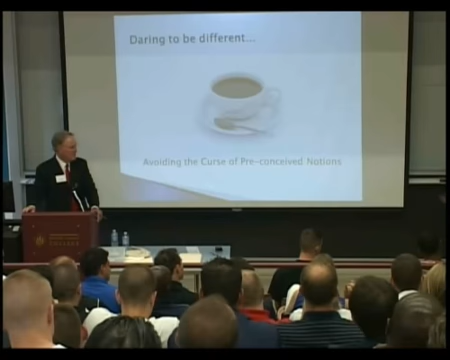 Daring to be different...
Avoiding the Curse of Pre-conceived Notions